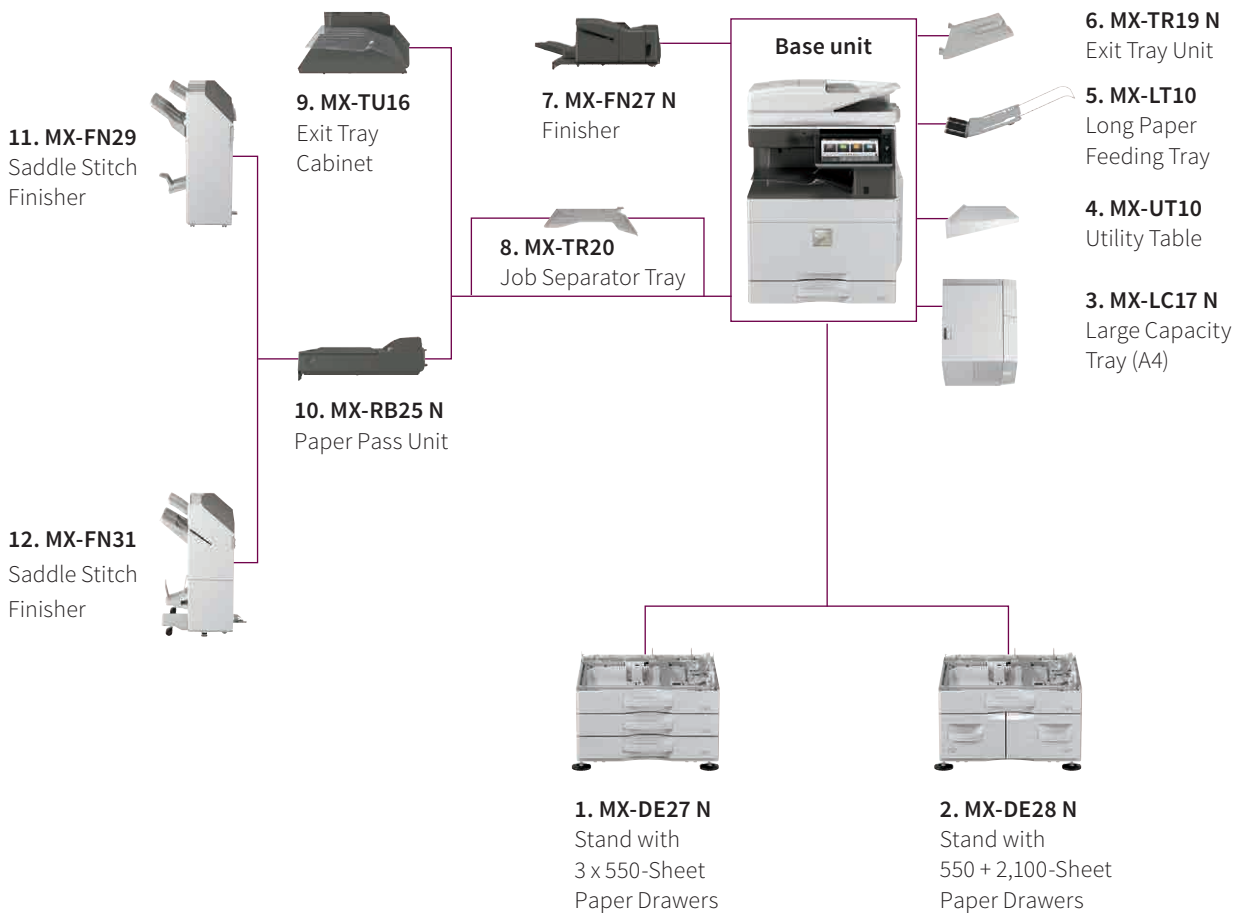 Base unit
6. MX-TR19 N
Exit Tray Unit
5. MX-LT10
Long Paper
Feeding Tray
4. MX-UT10
Utility Table
3. MX-LC17 N
Large Capacity
Tray (A4)
7. MX-FN27 N
Finisher
9. MX-TU16
Exit Tray
Cabinet
11. MX-FN29
Saddle Stitch
Finisher
8. MX-TR20
Job Separator Tray
10. MX-RB25 N
Paper Pass Unit
12. MX-FN31
Saddle Stitch
Finisher
1. MX-DE27 N
Stand with
3 x 550-Sheet
Paper Drawers
2. MX-DE28 N
Stand with
550 + 2,100-Sheet
Paper Drawers